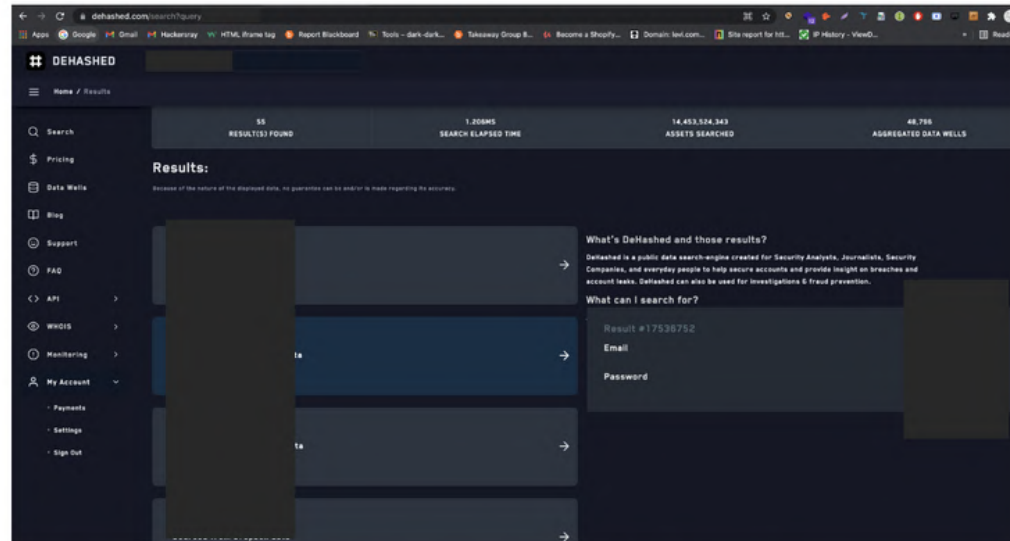 dehashed.com/search?query
Apps Google Gmail Hackersray HTML iframe tag Report Blackboard Tools – dark-dark... Takeaway Group B... Become a Shopify... Domain: levi.com... Site report for htt... IP History - ViewD... » Read
DEHASHED
Home / Results
Search
Pricing
Data Wells
Blog
Support
FAQ
API
WHOIS
Monitoring
My Account
- Payments
- Settings
- Sign Out
55
RESULT(S) FOUND
1.206MS
SEARCH ELAPSED TIME
14,453,524,343
ASSETS SEARCHED
48,796
AGGREGATED DATA WELLS
Results:
Because of the nature of the displayed data, no guarantee can be and/or is made regarding its accuracy.
ta
ta
What's DeHashed and those results?
DeHashed is a public data search-engine created for Security Analysts, Journalists, Security
Companies, and everyday people to help secure accounts and provide insight on breaches and
account leaks. DeHashed can also be used for investigations & fraud prevention.
What can I search for?
Result #17536752
Email
Password